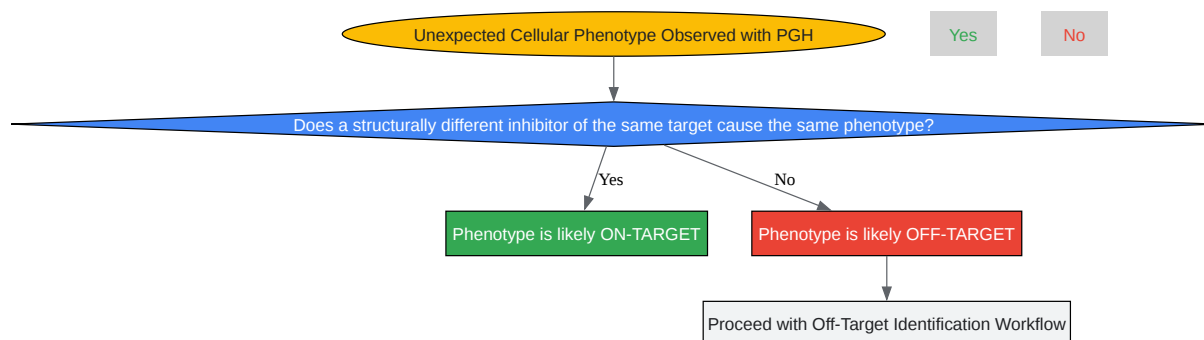 Unexpected Cellular Phenotype Observed with PGH
Yes
No
Does a structurally different inhibitor of the same target cause the same phenotype?
Yes
No
Phenotype is likely ON-TARGET
Phenotype is likely OFF-TARGET
Proceed with Off-Target Identification Workflow